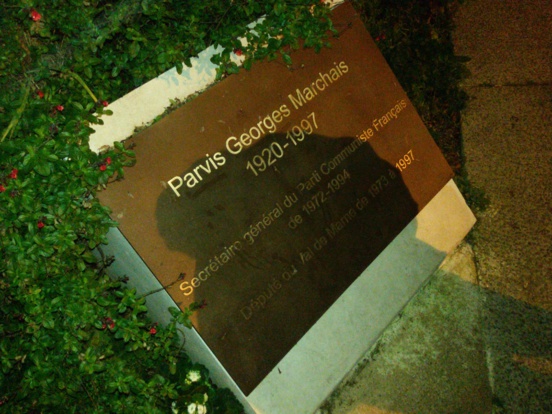 Parvis Georges Marchais
1920-1997
Secrétaire général du Parti Communiste Français
de 1972-1994
Député du Val de Marne de 1973 à 1997